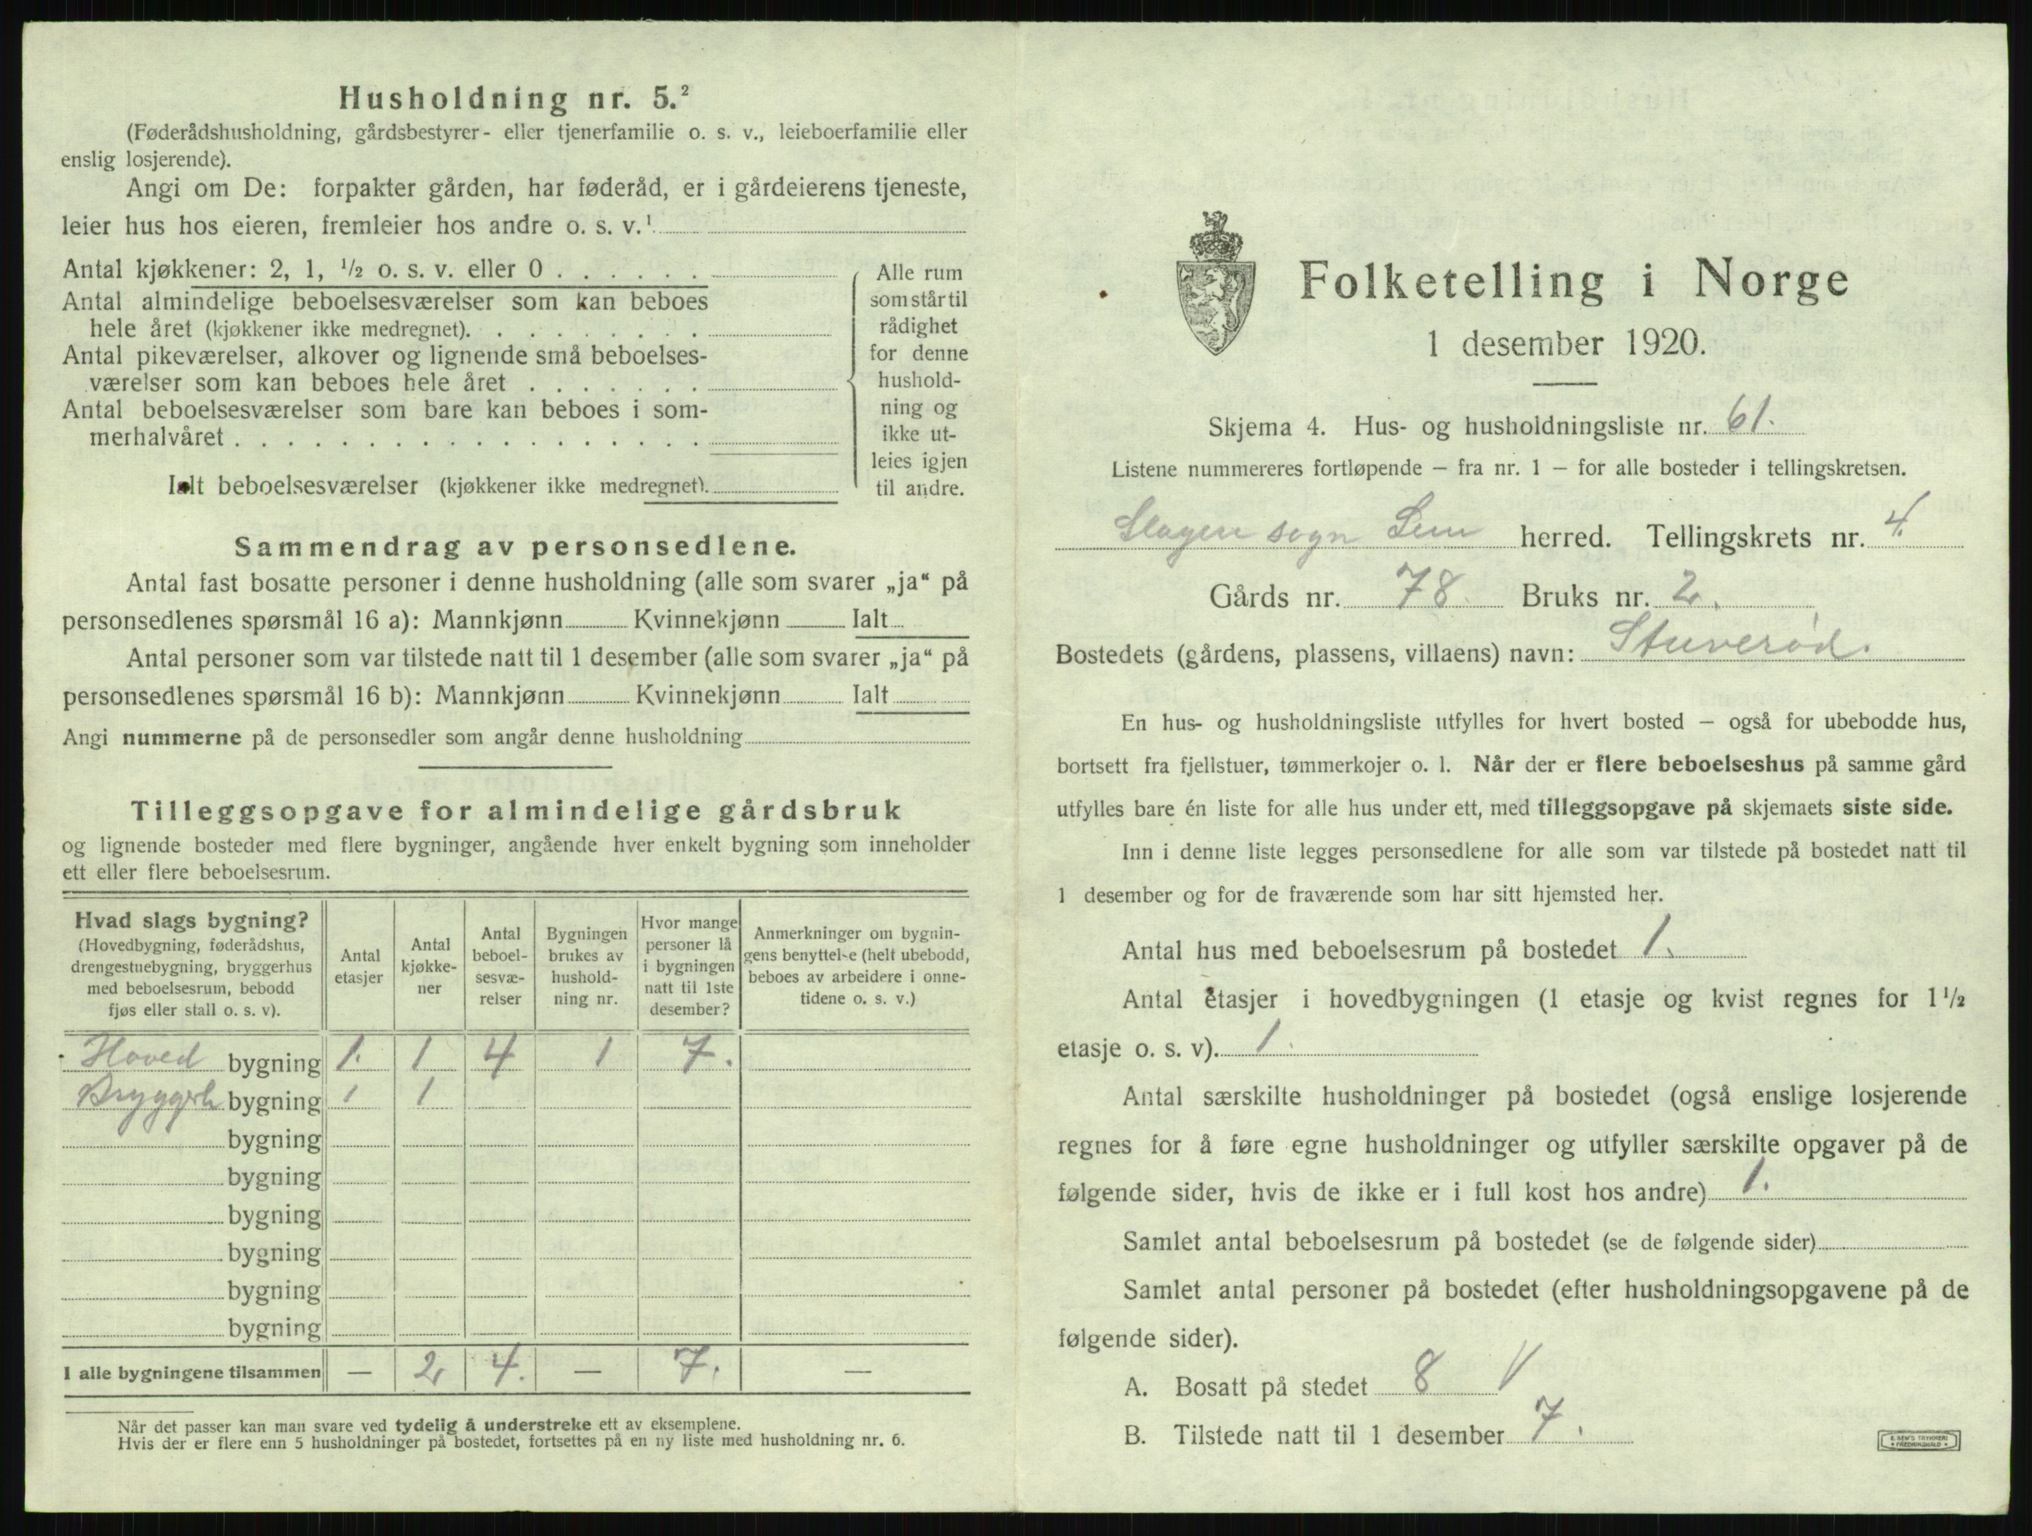 Husholdning nr. 5.²
(Føderådshusholdning, gårdsbestyrer- eller tjenerfamilie o. s. v., leieboerfamilie eller
enslig losjerende).
Angi om De: forpakter gården, har føderåd, er i gårdeierens tjeneste,
leier hus hos eieren, fremleier hos andre o. s. v.¹
Antal kjøkkener: 2, 1, ½ o. s. v. eller 0
Antal almindelige beboelsesværelser som kan beboes
hele året (kjøkkener ikke medregnet).
Antal pikeværelser, alkover og lignende små beboelses-
værelser som kan beboes hele året
Antal beboelsesværelser som bare kan beboes i som-
merhalvåret
Ialt beboelsesværelser (kjøkkener ikke medregnet).
Alle rum
som står til
rådighet
for denne
hushold-
ning og
ikke ut-
leies igjen
til andre.
Sammendrag av personsedlene.
Antal fast bosatte personer i denne husholdning (alle som svarer „ja“ på
personsedlenes spørsmål 16 a): Mannkjønn Kvinnekjønn Ialt
Antal personer som var tilstede natt til 1 desember (alle som svarer „ja“ på
personsedlenes spørsmål 16 b): Mannkjønn Kvinnekjønn Ialt
Angi nummerne på de personsedler som angår denne husholdning
Tilleggsopgave for almindelige gårdsbruk
og lignende bosteder med flere bygninger, angående hver enkelt bygning som inneholder
ett eller flere beboelsesrum.
Hvad slags bygning?
(Hovedbygning, føderådshus,
drengestuebygning, bryggerhus
med beboelsesrum, bebodd
fjøs eller stall o. s. v).
Antal
etasjer
Antal
kjøkke-
ner
Antal
beboel-
sesvæ-
relser
Bygningen
brukes av
hushold-
ning nr.
Hvor mange
personer lå
i bygningen
natt til 1ste
desember?
Anmerkninger om bygnin-
gens benyttelse (helt ubebodd,
beboes av arbeidere i onne-
tidene o. s. v.)
Hoved bygning 1. 1 4 1 7.
Bryggerh bygning 1 1
bygning
bygning
bygning
bygning
bygning
bygning
I alle bygningene tilsammen — 2 4. — 7. —
Når det passer kan man svare ved tydelig å understreke ett av eksemplene.
Hvis der er flere enn 5 husholdninger på bostedet, fortsettes på en ny liste med husholdning nr. 6.
Folketelling i Norge
1 desember 1920.
Skjema 4. Hus- og husholdningsliste nr. 61.
Listene nummereres fortløpende – fra nr. 1 – for alle bosteder i tellingskretsen.
Slagen sogn Sem herred. Tellingskrets nr. 4.
Gårds nr. 78. Bruks nr. 2.
Bostedets (gårdens, plassens, villaens) navn: Stuverød.
En hus- og husholdningsliste utfylles for hvert bosted – også for ubebodde hus,
bortsett fra fjellstuer, tømmerkojer o. l. Når der er flere beboelseshus på samme gård
utfylles bare én liste for alle hus under ett, med tilleggsopgave på skjemaets siste side.
Inn i denne liste legges personsedlene for alle som var tilstede på bostedet natt til
1 desember og for de fraværende som har sitt hjemsted her.
Antal hus med beboelsesrum på bostedet 1.
Antal etasjer i hovedbygningen (1 etasje og kvist regnes for 1½
etasje o. s. v). 1.
Antal særskilte husholdninger på bostedet (også enslige losjerende
regnes for å føre egne husholdninger og utfyller særskilte opgaver på de
følgende sider, hvis de ikke er i full kost hos andre) 1.
Samlet antal beboelsesrum på bostedet (se de følgende sider)
Samlet antal personer på bostedet (efter husholdningsopgavene på de
følgende sider).
A. Bosatt på stedet 8 V
B. Tilstede natt til 1 desember 7.
E. SEM'S TRYKKERI
• FREDRIKSHALD •